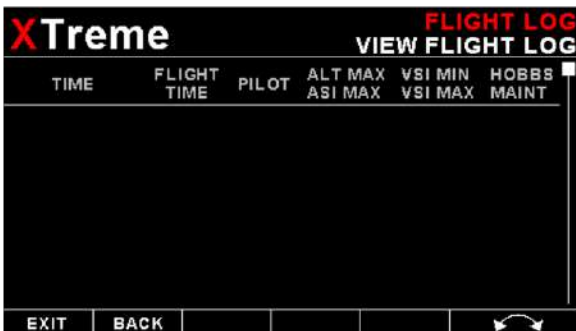 XTreme
FLIGHT LOG
VIEW FLIGHT LOG
TIME FLIGHT TIME PILOT ALT MAX ASI MAX VSI MIN VSI MAX HOBBS MAINT
EXIT BACK